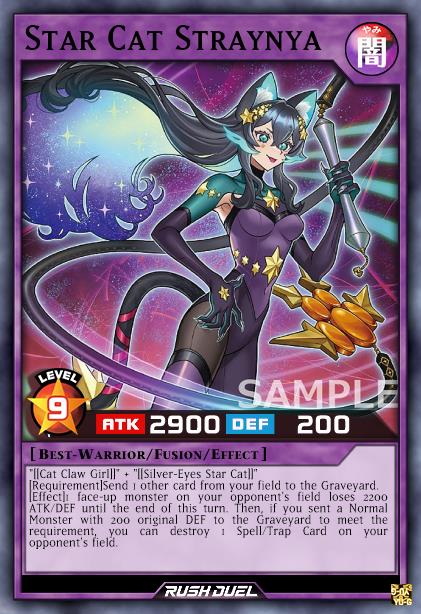 Star Cat Straynya
やみ
闇
SAMPLE
LEVEL
9
ATK 2900 DEF 200
[Best-Warrior/Fusion/Effect]
"[[Cat Claw Girl]]" + "[[Silver-Eyes Star Cat]]"
[Requirement]Send 1 other card from your field to the Graveyard.
[Effect]1 face-up monster on your opponent's field loses 2200
ATK/DEF until the end of this turn. Then, if you sent a Normal
Monster with 200 original DEF to the Graveyard to meet the
requirement, you can destroy 1 Spell/Trap Card on your
opponent's field.
RUSH DUEL